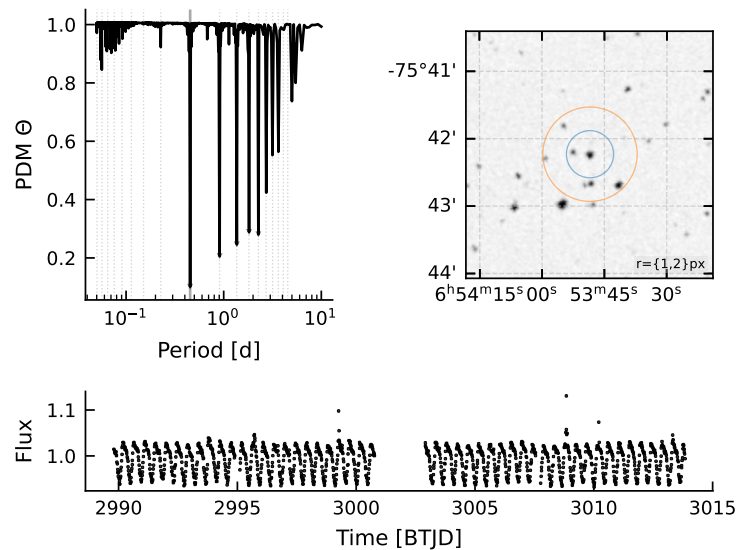 1.0
0.8
0.6
0.4
0.2
PDM Θ
10⁻¹ 10⁰ 10¹
Period [d]
-75°41'
42'
43'
44'
r={1,2}px
6ʰ54ᵐ15ˢ 00ˢ 53ᵐ45ˢ 30ˢ
1.1
1.0
Flux
2990 2995 3000 3005 3010 3015
Time [BTJD]